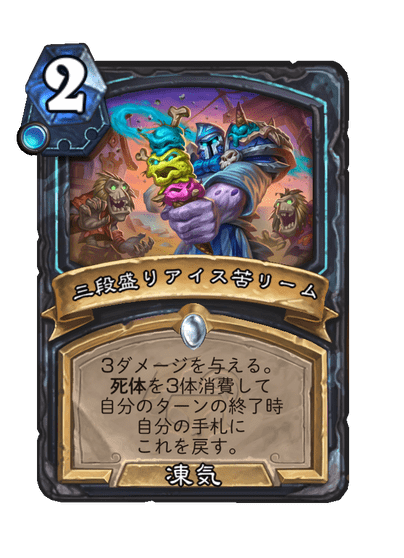 2
三段盛りアイス苦リーム
3ダメージを与える。
死体を3体消費して
自分のターンの終了時
自分の手札に
これを戻す。
凍気